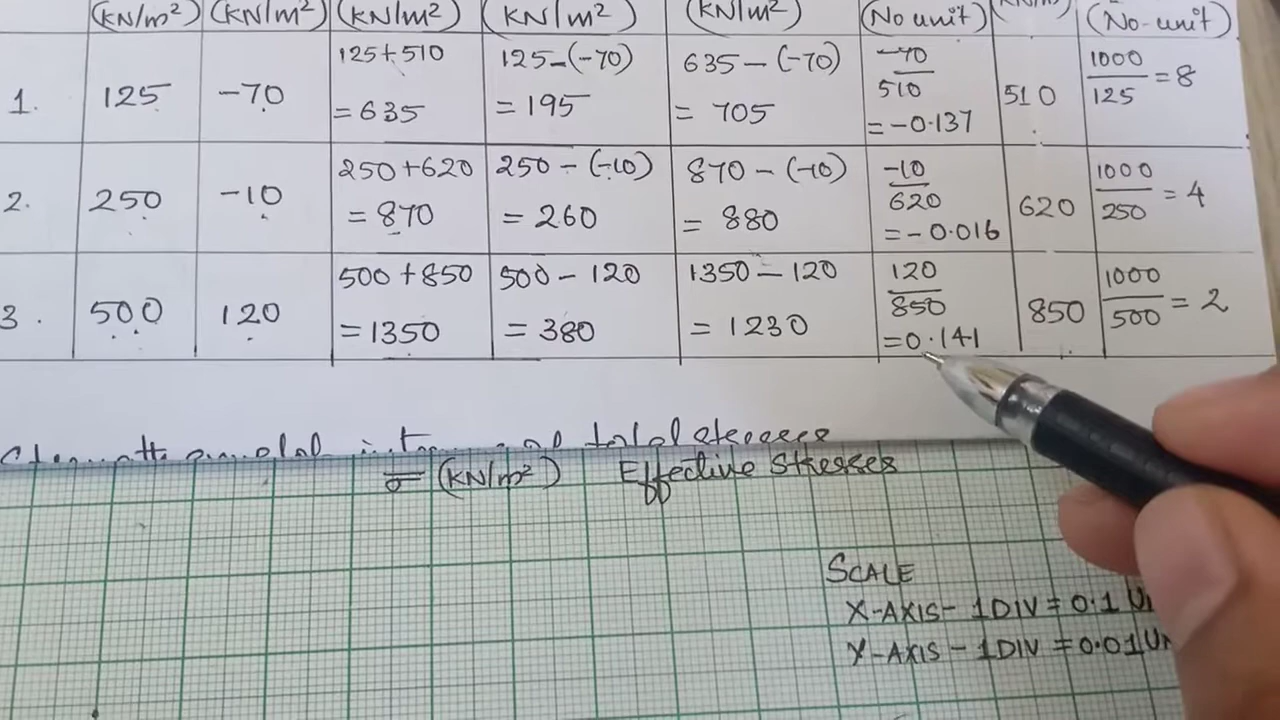 (KN/m²) (KN/m²) (KN/m²) (KN/m²) (KN/m²) (No unit) (No-unit)
1. 125 -70 125+510 = 635 125-(-70) = 195 635-(-70) = 705 -70/510 = -0.137 510 1000/125 = 8
2. 250 -10 250+620 = 870 250-(-10) = 260 870-(-10) = 880 -10/620 = -0.016 620 1000/250 = 4
3. 500 120 500+850 = 1350 500-120 = 380 1350-120 = 1230 120/850 = 0.141 850 1000/500 = 2
total stresses
σ̅ (KN/m²) Effective stresses
SCALE
X-AXIS- 1DIV = 0.1
Y-AXIS - 1DIV = 0.01